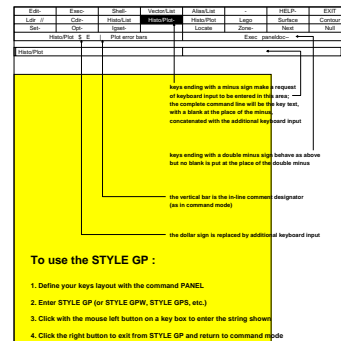 Edit- Exec- Shell- Vector/List Alias/List - HELP- EXIT
Ldir // Cdir- Hist/List Histo/Plot- Histo/Plot Lego Surface Contour
Set- Opt- Igset- Locate Zone- Next Null
Histo/Plot $ E | Plot error bars Exec paneldoc--
Histo/Plot
keys ending with a minus sign make a request
of keyboard input to be entered in this area;
the complete command line will be the key text,
with a blank at the place of the minus,
concatenated with the additional keyboard input
keys ending with a double minus sign behave as above
but no blank is put at the place of the double minus
the vertical bar is the in-line comment designator
(as in command mode)
the dollar sign is replaced by additional keyboard input
To use the STYLE GP :
1. Define your keys layout with the command PANEL
2. Enter STYLE GP (or STYLE GPW, STYLE GPS, etc.)
3. Click with the mouse left button on a key box to enter the string shown
4. Click the right button to exit from STYLE GP and return to command mode